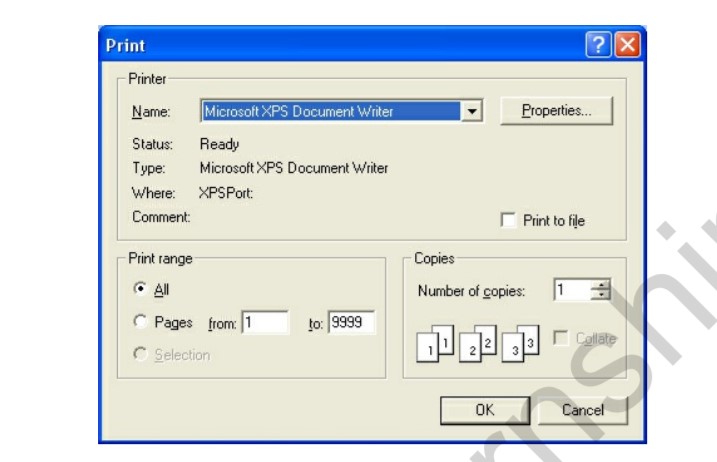 Print
Printer
Name: Microsoft XPS Document Writer Properties...
Status: Ready
Type: Microsoft XPS Document Writer
Where: XPSPort:
Comment: Print to file
Print range
All
Pages from: 1 to: 9999
Selection
Copies
Number of copies: 1
1 1 2 2 3 3 Collate
OK Cancel